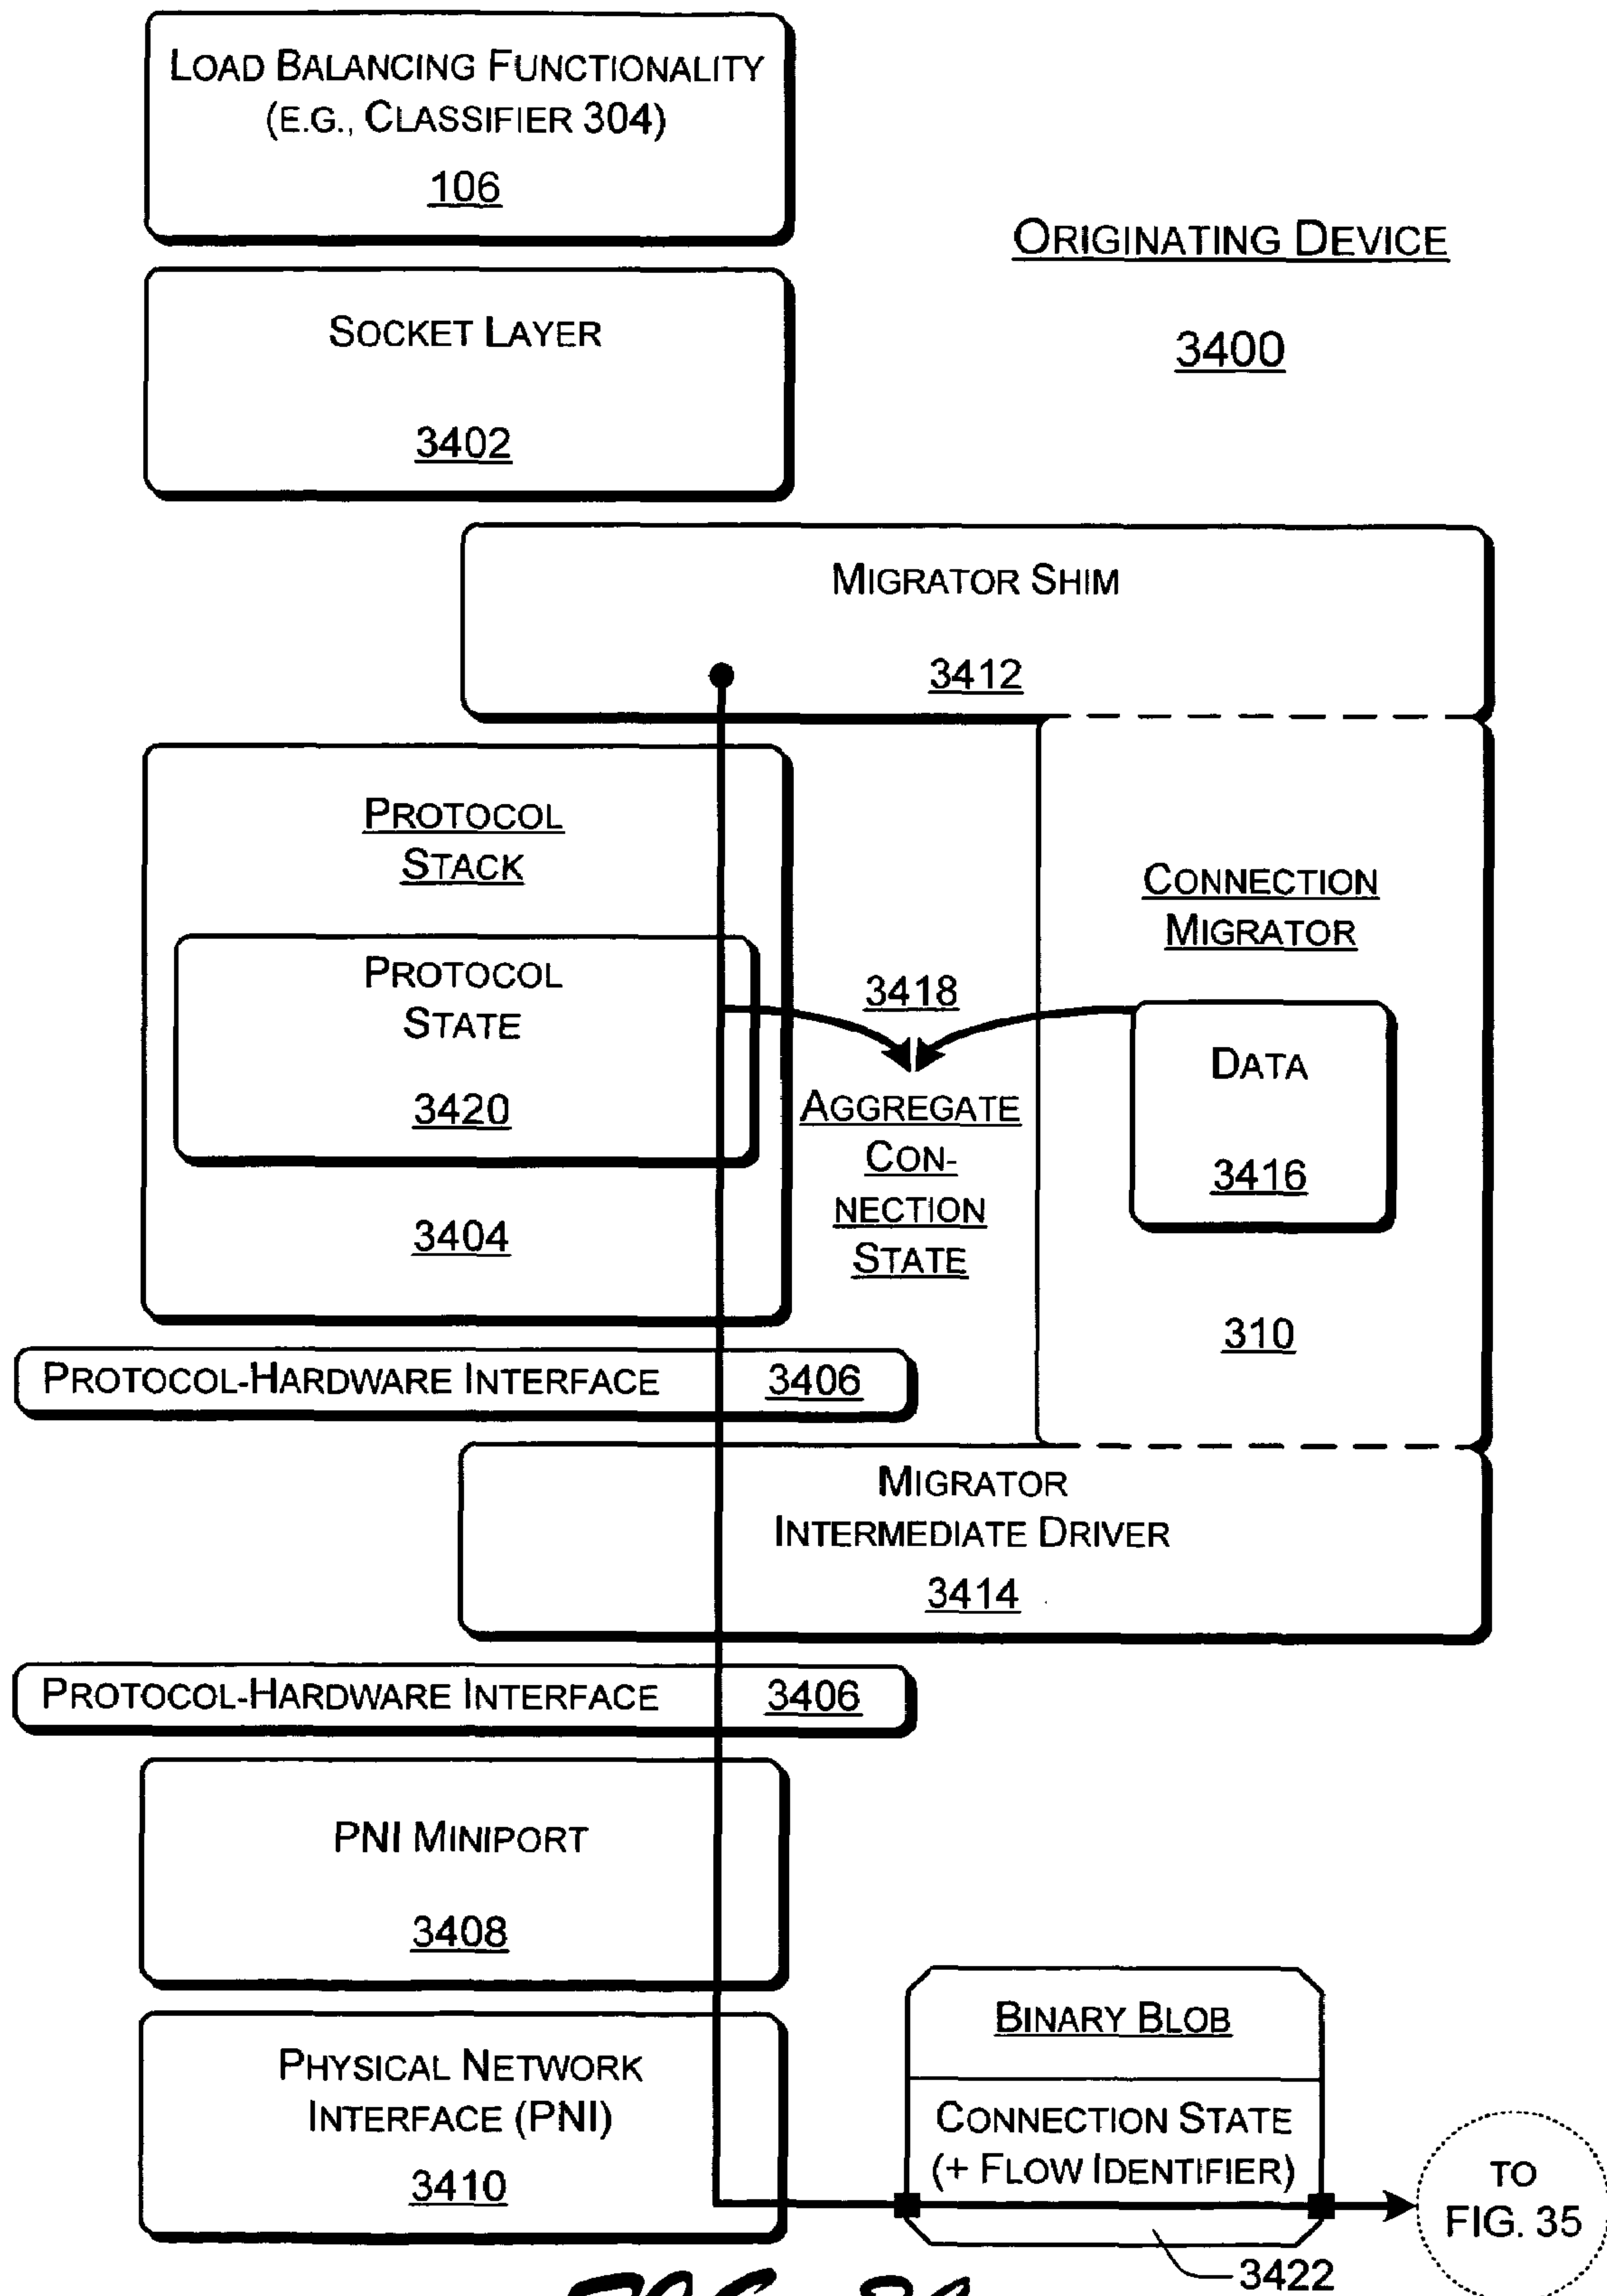 LOAD BALANCING FUNCTIONALITY
(E.G., CLASSIFIER 304)
106
ORIGINATING DEVICE
3400
SOCKET LAYER
3402
MIGRATOR SHIM
3412
PROTOCOL
STACK
PROTOCOL
STATE
3420
3404
3418
AGGREGATE
CON-
NECTION
STATE
CONNECTION
MIGRATOR
DATA
3416
310
PROTOCOL-HARDWARE INTERFACE 3406
MIGRATOR
INTERMEDIATE DRIVER
3414
PROTOCOL-HARDWARE INTERFACE 3406
PNI MINIPORT
3408
PHYSICAL NETWORK
INTERFACE (PNI)
3410
BINARY BLOB
CONNECTION STATE
(+ FLOW IDENTIFIER)
3422
TO
FIG. 35